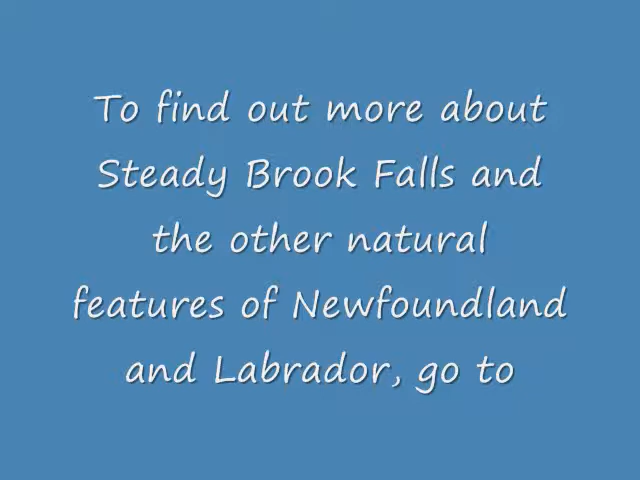 To find out more about
Steady Brook Falls and
the other natural
features of Newfoundland
and Labrador, go to